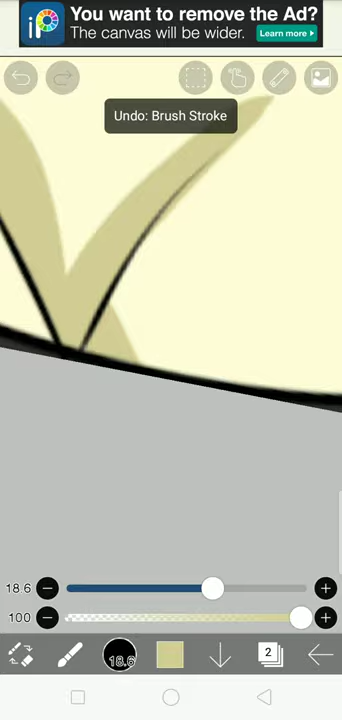 iP
You want to remove the Ad?
The canvas will be wider.
Learn more
Undo: Brush Stroke
18.6
100
18.6
2